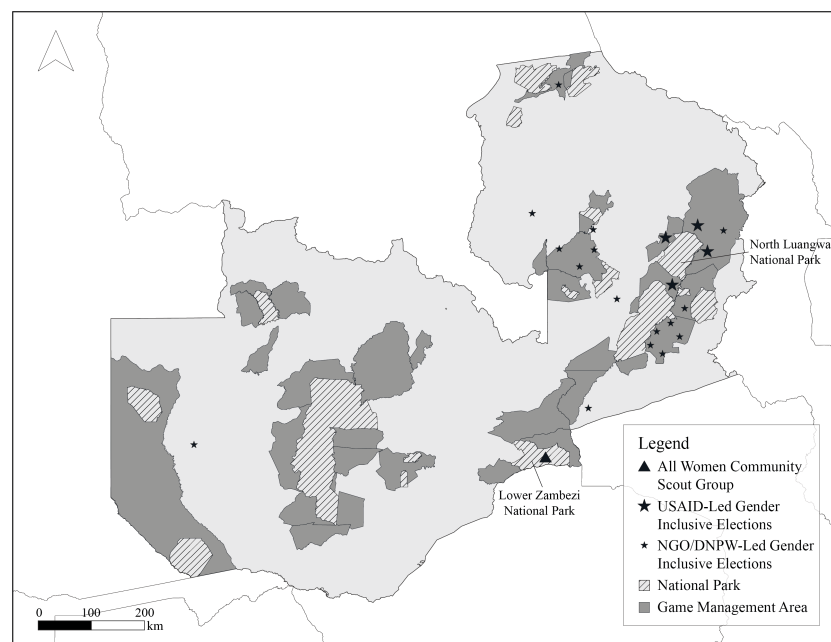 North Luangwa
National Park
Lower Zambezi
National Park
Legend
All Women Community
Scout Group
USAID-Led Gender
Inclusive Elections
NGO/DNPW-Led Gender
Inclusive Elections
National Park
Game Management Area
0 100 200
km